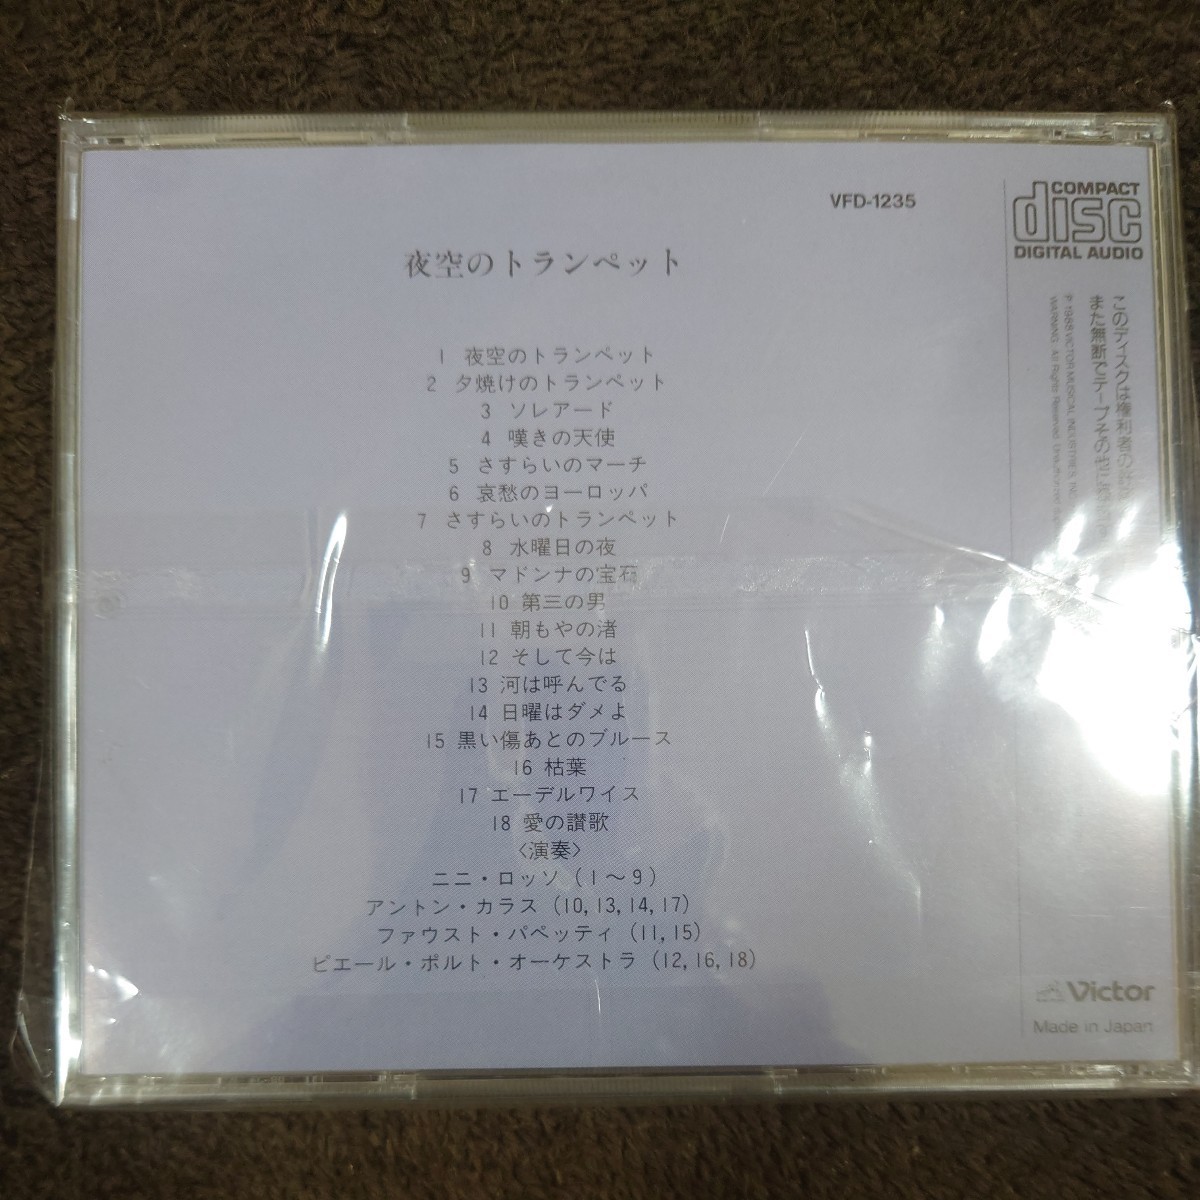 VFD-1235
COMPACT
disc
DIGITAL AUDIO
夜空のトランペット
1 夜空のトランペット
2 夕焼けのトランペット
3 ソレアード
4 嘆きの天使
5 さすらいのマーチ
6 哀愁のヨーロッパ
7 さすらいのトランペット
8 水曜日の夜
9 マドンナの宝石
10 第三の男
11 朝もやの渚
12 そして今は
13 河は呼んでる
14 日曜はダメよ
15 黒い傷あとのブルース
16 枯葉
17 エーデルワイス
18 愛の讃歌
〈演奏〉
ニニ・ロッソ (1〜9)
アントン・カラス (10,13,14,17)
ファウスト・パペッティ (11,15)
ピエール・ポルト・オーケストラ (12,16,18)
このディスクは権利者の
また無断でテープその他
℗ 1988 VICTOR MUSICAL INDUSTRIES, INC.
WARNING: All Rights Reserved.
Victor
Made in Japan